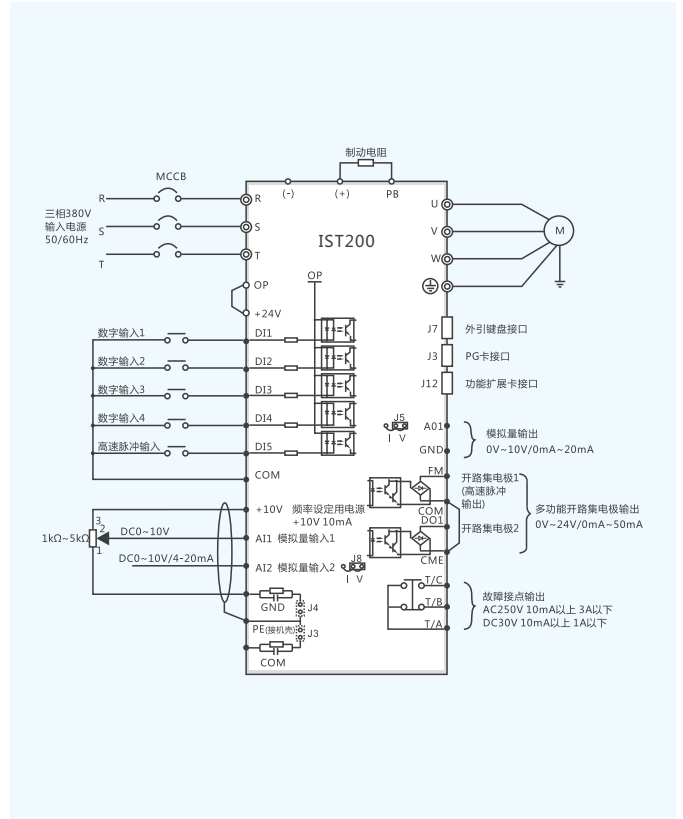 制动电阻
MCCB
(-)
(+)
PB
R
三相380V
输入电源
50/60Hz
S
T
R
S
T
IST200
U
V
W
M
OP
+24V
OP
J7
外引键盘接口
J3
PG卡接口
J12
功能扩展卡接口
数字输入1
DI1
数字输入2
DI2
数字输入3
DI3
数字输入4
DI4
高速脉冲输入
DI5
COM
J5
I V
A01
GND
模拟量输出
0V~10V/0mA~20mA
FM
COM
DO1
CME
开路集电极1
(高速脉冲
输出)
开路集电极2
多功能开路集电极输出
0V~24V/0mA~50mA
+10V 频率设定用电源
+10V 10mA
3
2
1
1kΩ~5kΩ
DC0~10V
AI1 模拟量输入1
DC0~10V/4-20mA
AI2 模拟量输入2
J8
I V
GND
J4
PE(接机壳)
J3
COM
T/C
T/B
T/A
故障接点输出
AC250V 10mA以上 3A以下
DC30V 10mA以上 1A以下